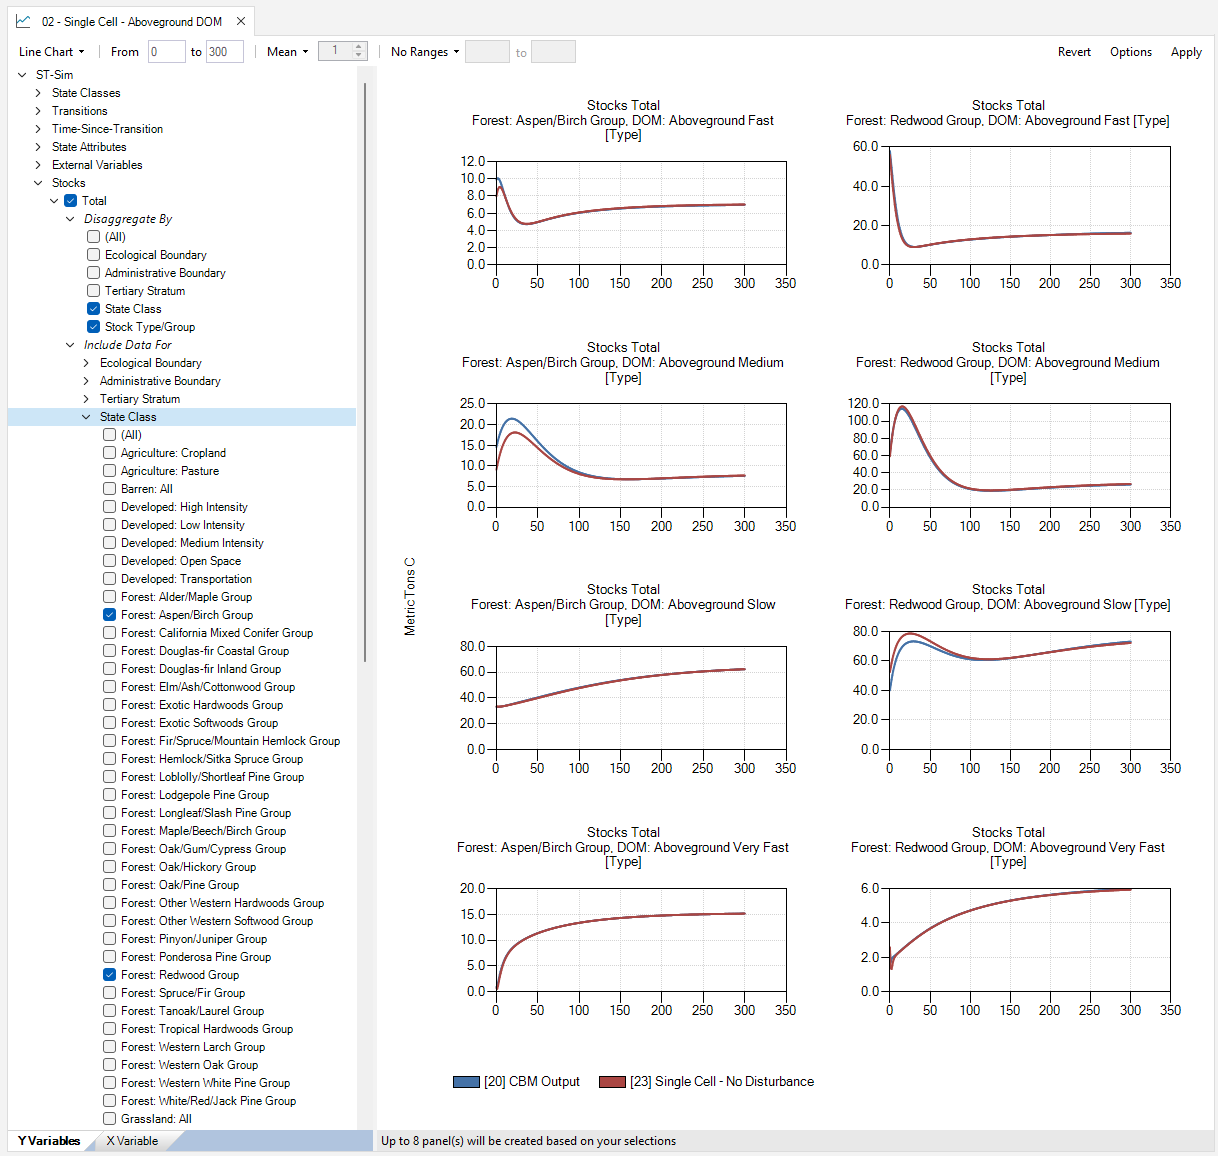 02 - Single Cell - Aboveground DOM
Line Chart From 0 to 300 Mean 1 No Ranges to Revert Options Apply
ST-Sim
State Classes
Transitions
Time-Since-Transition
State Attributes
External Variables
Stocks
Total
Disaggregate By
(All)
Ecological Boundary
Administrative Boundary
Tertiary Stratum
State Class
Stock Type/Group
Include Data For
Ecological Boundary
Administrative Boundary
Tertiary Stratum
State Class
(All)
Agriculture: Cropland
Agriculture: Pasture
Barren: All
Developed: High Intensity
Developed: Low Intensity
Developed: Medium Intensity
Developed: Open Space
Developed: Transportation
Forest: Alder/Maple Group
Forest: Aspen/Birch Group
Forest: California Mixed Conifer Group
Forest: Douglas-fir Coastal Group
Forest: Douglas-fir Inland Group
Forest: Elm/Ash/Cottonwood Group
Forest: Exotic Hardwoods Group
Forest: Exotic Softwoods Group
Forest: Fir/Spruce/Mountain Hemlock Group
Forest: Hemlock/Sitka Spruce Group
Forest: Loblolly/Shortleaf Pine Group
Forest: Lodgepole Pine Group
Forest: Longleaf/Slash Pine Group
Forest: Maple/Beech/Birch Group
Forest: Oak/Gum/Cypress Group
Forest: Oak/Hickory Group
Forest: Oak/Pine Group
Forest: Other Western Hardwoods Group
Forest: Other Western Softwood Group
Forest: Pinyon/Juniper Group
Forest: Ponderosa Pine Group
Forest: Redwood Group
Forest: Spruce/Fir Group
Forest: Tanoak/Laurel Group
Forest: Tropical Hardwoods Group
Forest: Western Larch Group
Forest: Western Oak Group
Forest: Western White Pine Group
Forest: White/Red/Jack Pine Group
Grassland: All
Y Variables X Variable
Metric Tons C
Stocks Total
Forest: Aspen/Birch Group, DOM: Aboveground Fast
[Type]
12.0
10.0
8.0
6.0
4.0
2.0
0.0
0 50 100 150 200 250 300 350
Stocks Total
Forest: Redwood Group, DOM: Aboveground Fast [Type]
60.0
40.0
20.0
0.0
0 50 100 150 200 250 300 350
Stocks Total
Forest: Aspen/Birch Group, DOM: Aboveground Medium
[Type]
25.0
20.0
15.0
10.0
5.0
0.0
0 50 100 150 200 250 300 350
Stocks Total
Forest: Redwood Group, DOM: Aboveground Medium
[Type]
120.0
100.0
80.0
60.0
40.0
20.0
0.0
0 50 100 150 200 250 300 350
Stocks Total
Forest: Aspen/Birch Group, DOM: Aboveground Slow
[Type]
80.0
60.0
40.0
20.0
0.0
0 50 100 150 200 250 300 350
Stocks Total
Forest: Redwood Group, DOM: Aboveground Slow [Type]
80.0
60.0
40.0
20.0
0.0
0 50 100 150 200 250 300 350
Stocks Total
Forest: Aspen/Birch Group, DOM: Aboveground Very Fast
[Type]
20.0
15.0
10.0
5.0
0.0
0 50 100 150 200 250 300 350
Stocks Total
Forest: Redwood Group, DOM: Aboveground Very Fast
[Type]
6.0
4.0
2.0
0.0
0 50 100 150 200 250 300 350
[20] CBM Output [23] Single Cell - No Disturbance
Up to 8 panel(s) will be created based on your selections